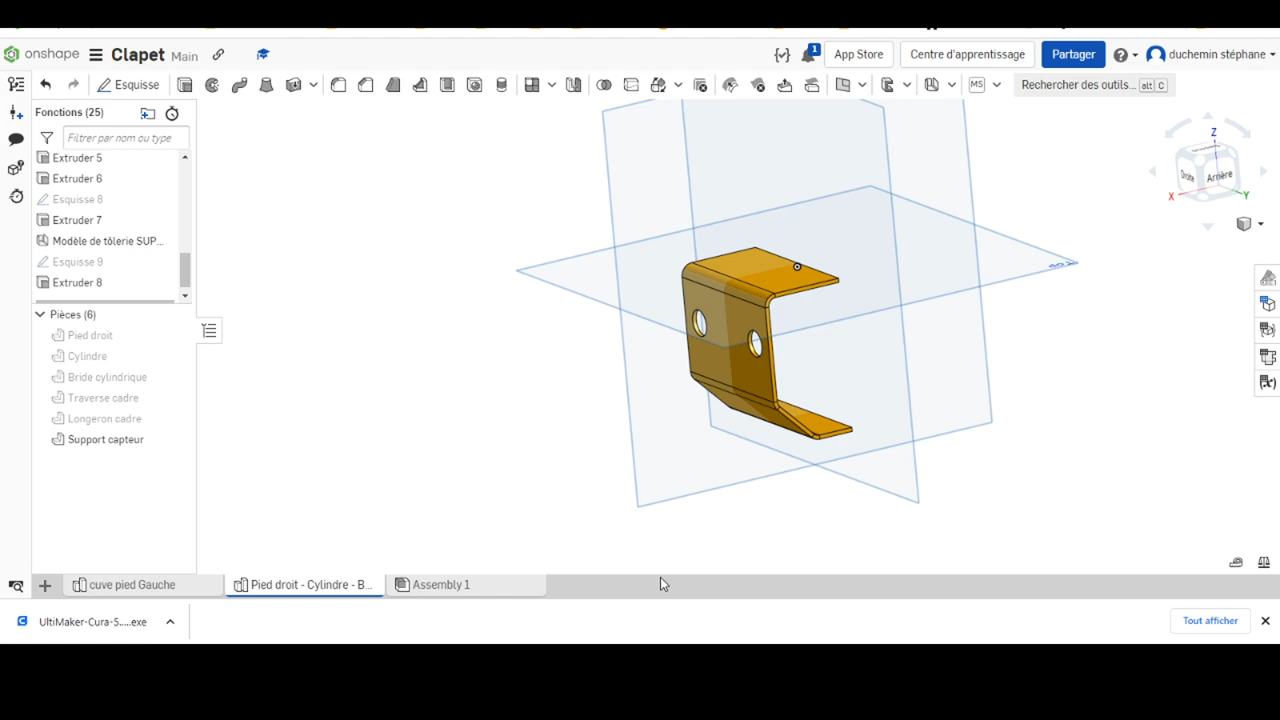 onshape Clapet Main 1 App Store Centre d'apprentissage Partager duchemin stéphane
Esquisse MS Rechercher des outils... alt C
Fonctions (25)
Filtrer par nom ou type
Extruder 5
Extruder 6
Esquisse 8
Extruder 7
Modèle de tôlerie SUP...
Esquisse 9
Extruder 8
Pièces (6)
Pied droit
Cylindre
Bride cylindrique
Traverse cadre
Longeron cadre
Support capteur
Z
Droite
Arrière
X
Y
cuve pied Gauche
Pied droit - Cylindre - B...
Assembly 1
UltiMaker-Cura-5.....exe
Tout afficher